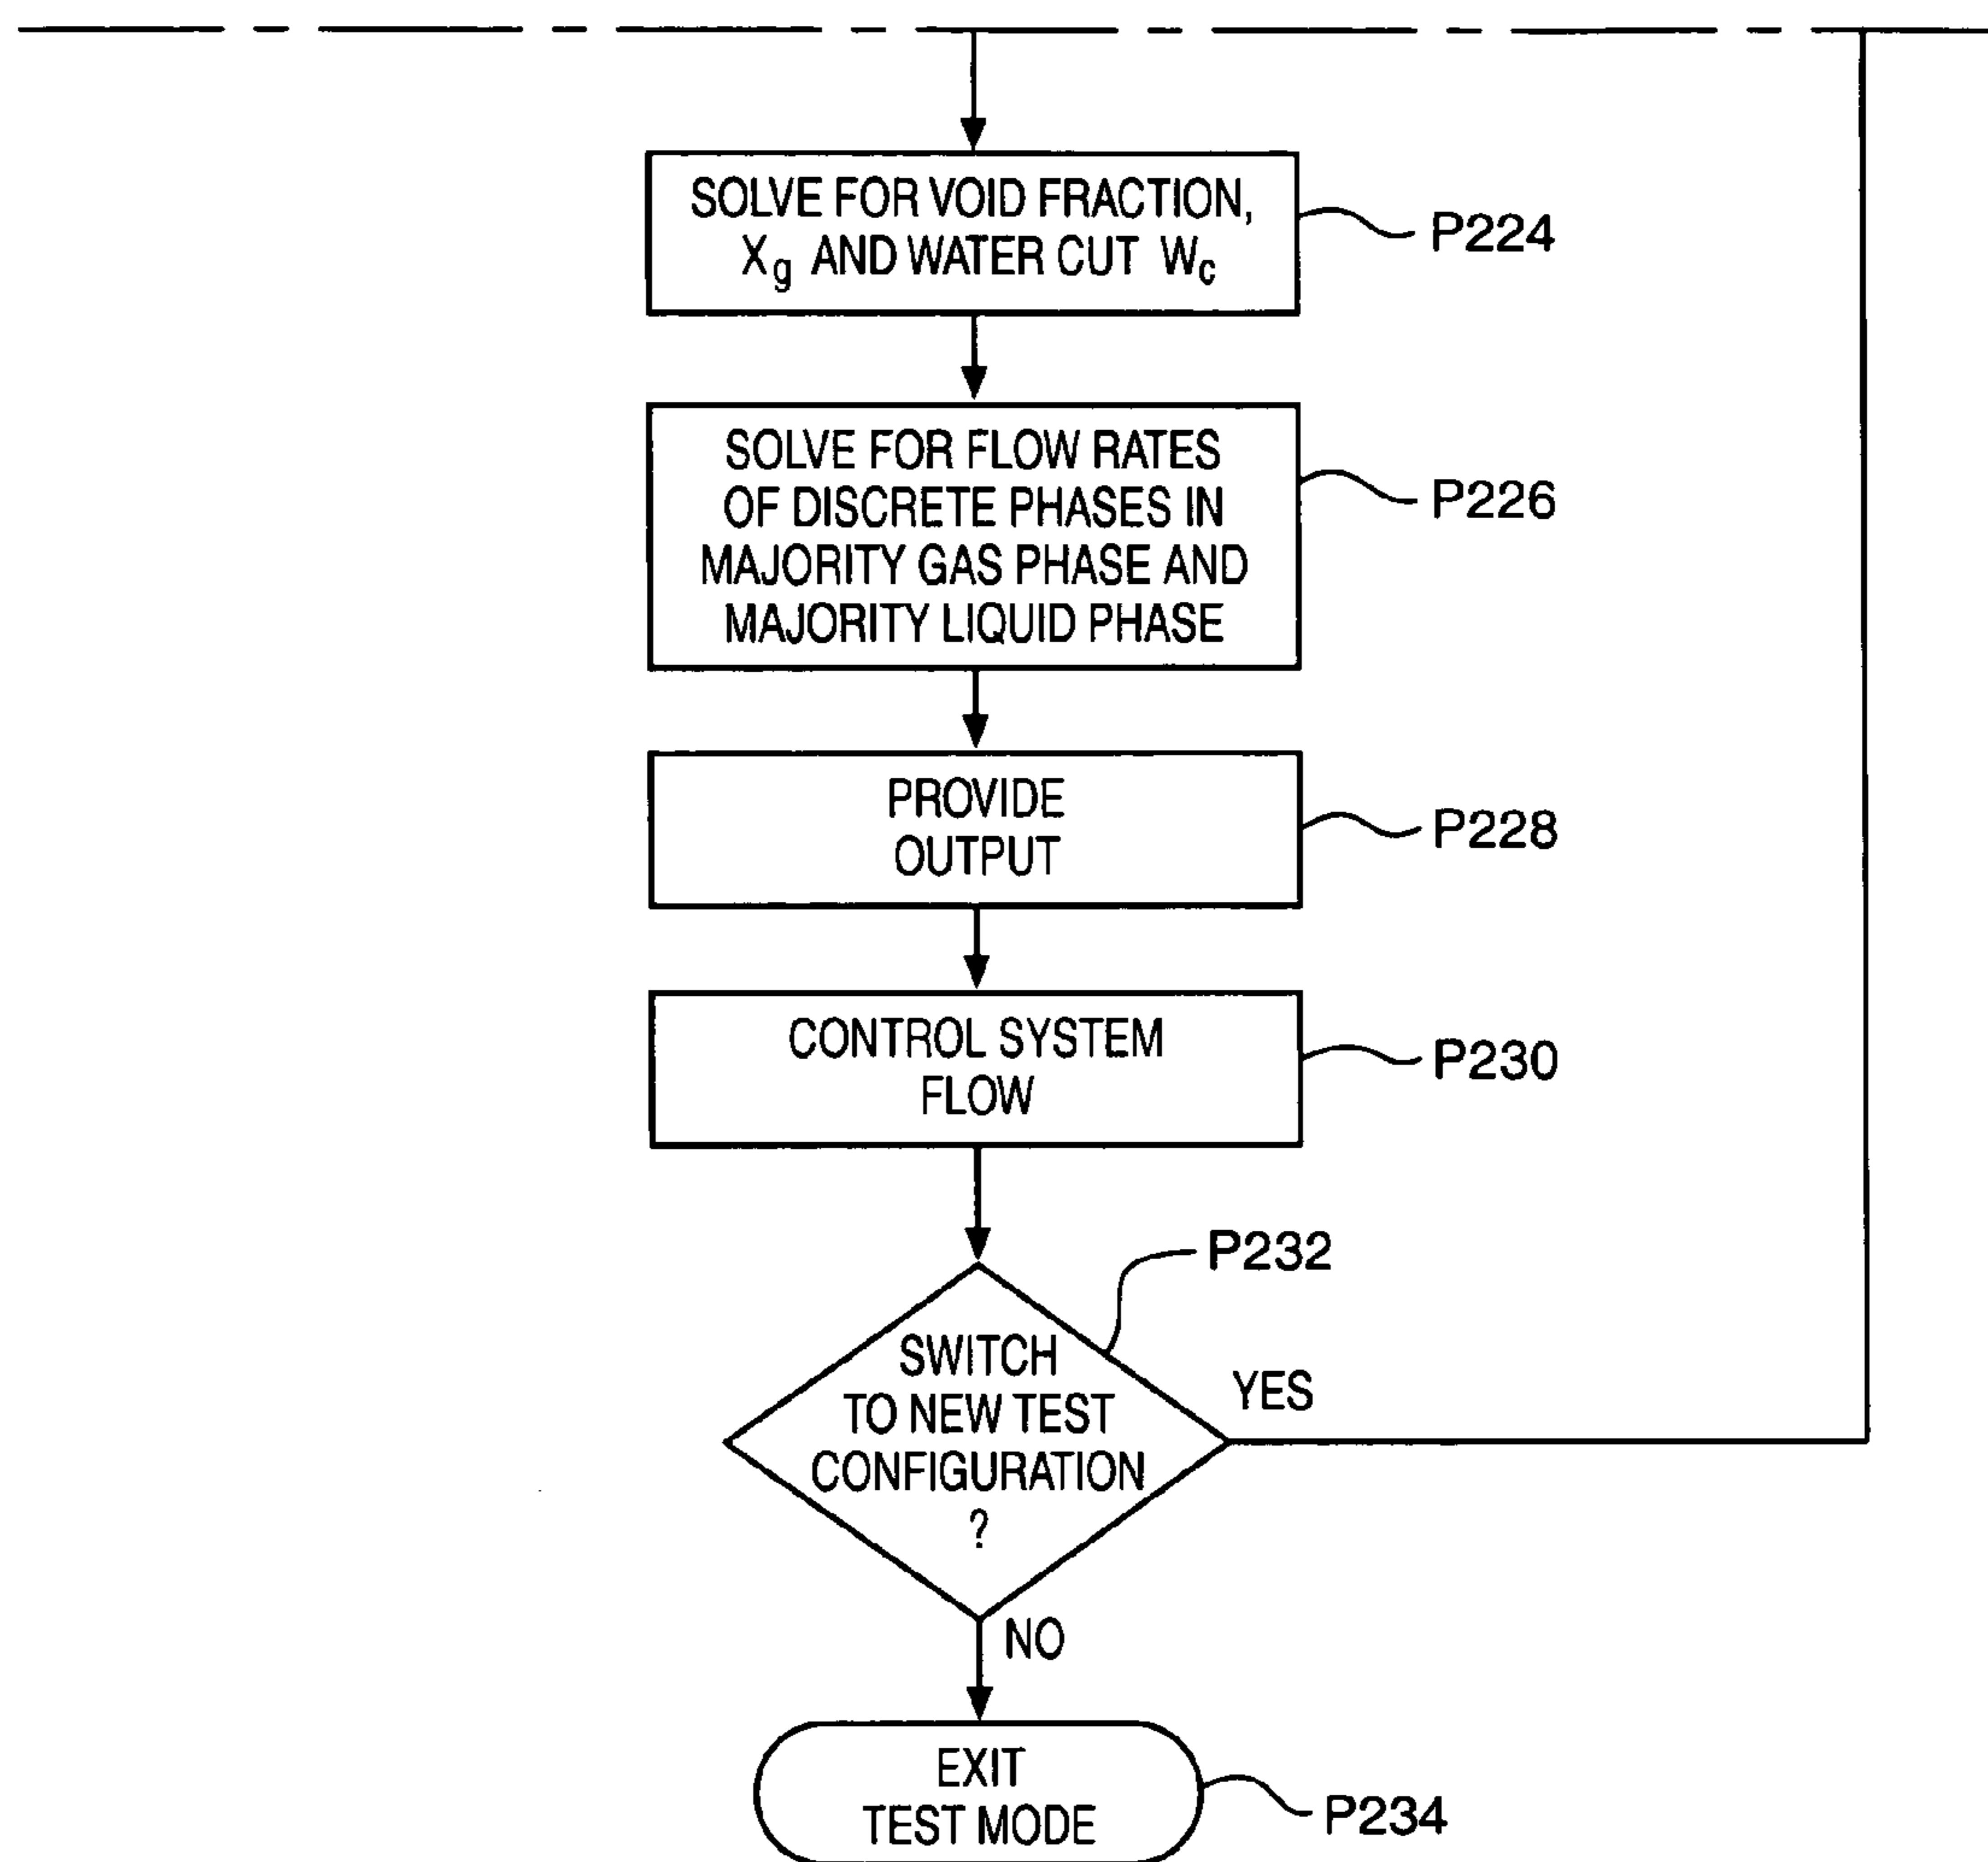 SOLVE FOR VOID FRACTION,
Xg AND WATER CUT Wc
P224
SOLVE FOR FLOW RATES
OF DISCRETE PHASES IN
MAJORITY GAS PHASE AND
MAJORITY LIQUID PHASE
P226
PROVIDE
OUTPUT
P228
CONTROL SYSTEM
FLOW
P230
P232
SWITCH
TO NEW TEST
CONFIGURATION
?
YES
NO
EXIT
TEST MODE
P234